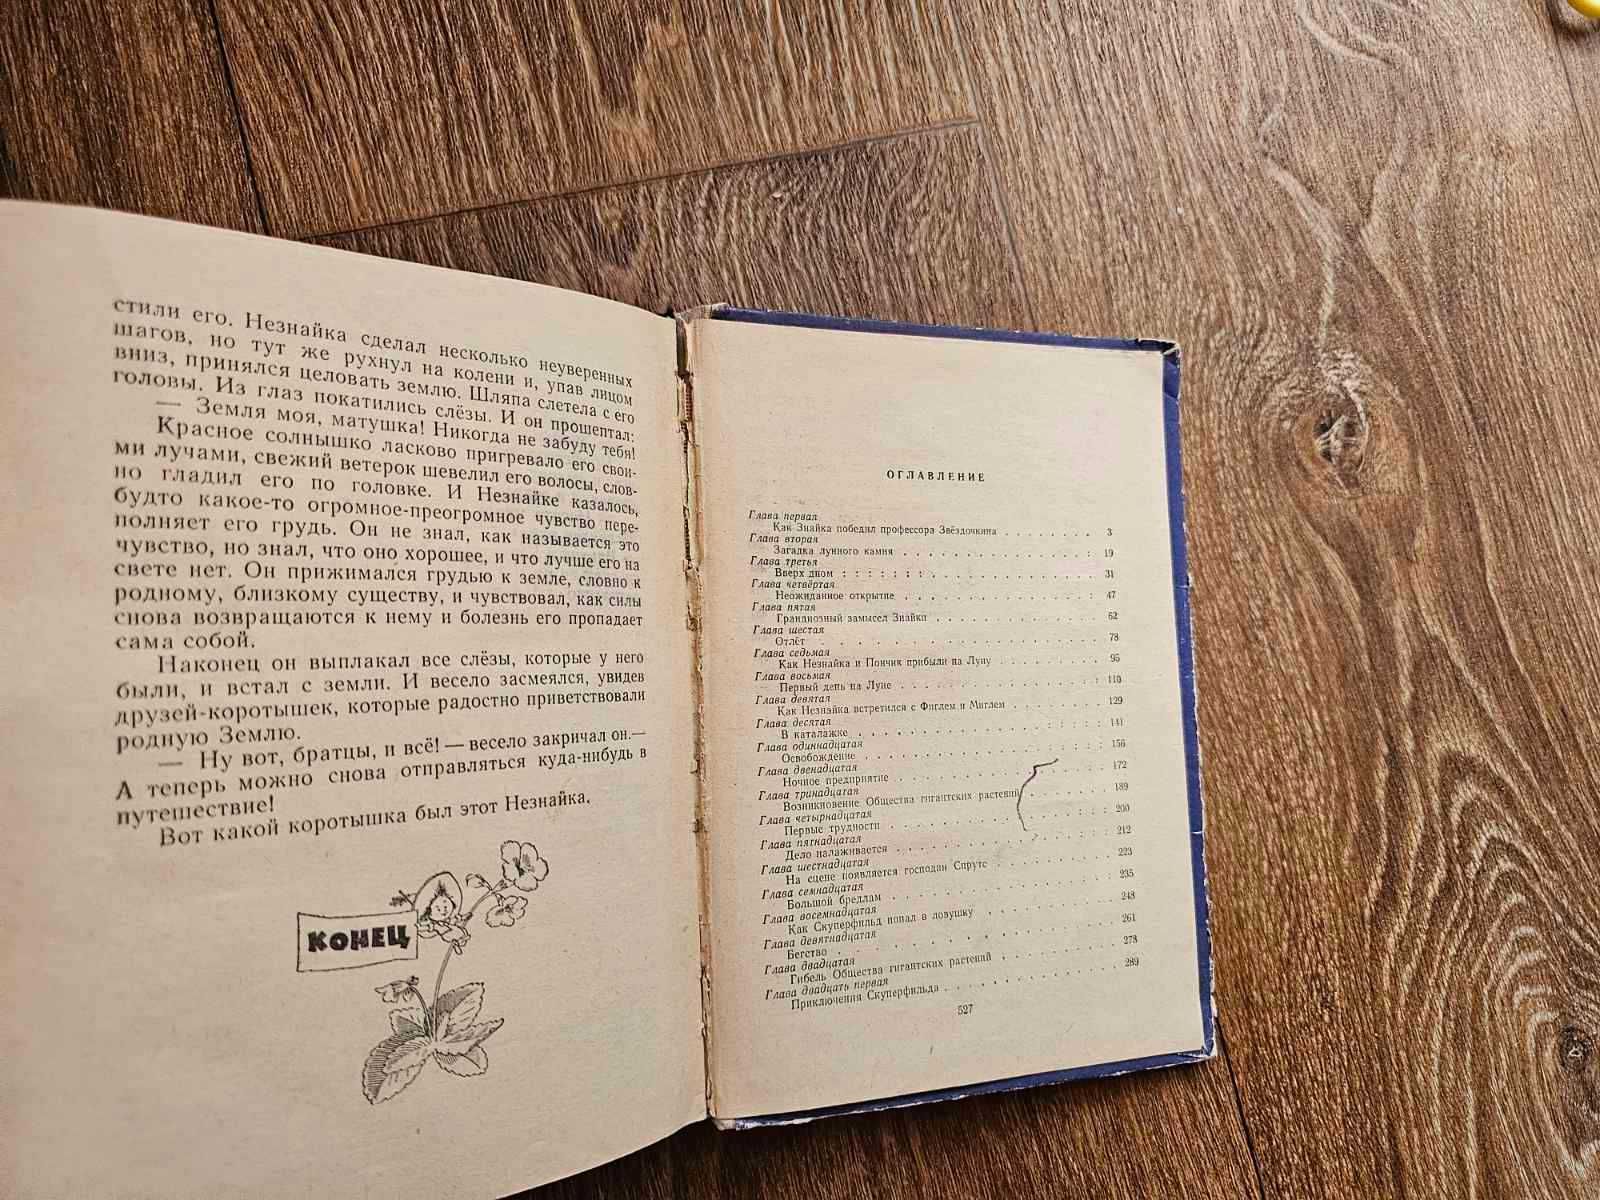 стили его. Незнайка сделал несколько неуверенных
шагов, но тут же рухнул на колени и, упав лицом
вниз, принялся целовать землю. Шляпа слетела с его
головы. Из глаз покатились слёзы. И он прошептал:
— Земля моя, матушка! Никогда не забуду тебя!
Красное солнышко ласково пригревало его свои-
ми лучами, свежий ветерок шевелил его волосы, слов-
но гладил его по головке. И Незнайке казалось,
будто какое-то огромное-преогромное чувство пере-
полняет его грудь. Он не знал, как называется это
чувство, но знал, что оно хорошее, и что лучше его на
свете нет. Он прижимался грудью к земле, словно к
родному, близкому существу, и чувствовал, как силы
снова возвращаются к нему и болезнь его пропадает
сама собой.
Наконец он выплакал все слёзы, которые у него
были, и встал с земли. И весело засмеялся, увидев
друзей-коротышек, которые радостно приветствовали
родную Землю.
— Ну вот, братцы, и всё! — весело закричал он.—
А теперь можно снова отправляться куда-нибудь в
путешествие!
Вот какой коротышка был этот Незнайка.
КОНЕЦ
ОГЛАВЛЕНИЕ
Глава первая
Как Знайка победил профессора Звёздочкина . . . . . . . . 3
Глава вторая
Загадка лунного камня . . . . . . . . . . . . . . . . 19
Глава третья
Вверх дном : : : : : : : . . . . . . . . . . . . . . 31
Глава четвёртая
Неожиданное открытие . . . . . . . . . . . . . . . . 47
Глава пятая
Грандиозный замысел Знайки . . . . . . . . . . . . . 62
Глава шестая
Отлёт . . . . . . . . . . . . . . . . . . . . . . . 78
Глава седьмая
Как Незнайка и Пончик прибыли на Луну . . . . . . . . . 95
Глава восьмая
Первый день на Луне . . . . . . . . . . . . . . . . 110
Глава девятая
Как Незнайка встретился с Фиглем и Миглем . . . . . . . . 129
Глава десятая
В каталажке . . . . . . . . . . . . . . . . . . . . 141
Глава одиннадцатая
Освобождение . . . . . . . . . . . . . . . . . . . 156
Глава двенадцатая
Ночное предприятие . . . . . . . . . . . . . . . . . 172
Глава тринадцатая
Возникновение Общества гигантских растений . . . . . . . 189
Глава четырнадцатая
Первые трудности . . . . . . . . . . . . . . . . . . 200
Глава пятнадцатая
Дело налаживается . . . . . . . . . . . . . . . . . 212
Глава шестнадцатая
На сцене появляется господин Спрутс . . . . . . . . . . 223
Глава семнадцатая
Большой бредлам . . . . . . . . . . . . . . . . . . 235
Глава восемнадцатая
Как Скуперфильд попал в ловушку . . . . . . . . . . . 248
Глава девятнадцатая
Бегство . . . . . . . . . . . . . . . . . . . . . . 261
Глава двадцатая
Гибель Общества гигантских растений . . . . . . . . . . 278
Глава двадцать первая
Приключения Скуперфильда . . . . . . . . . . . . . . 289
527